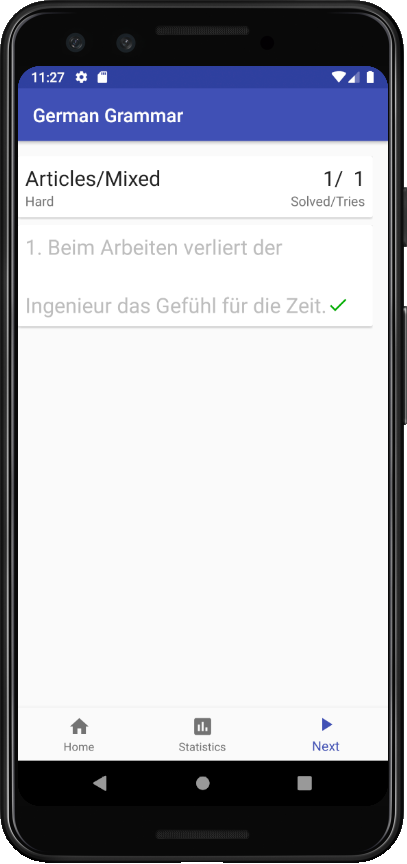 11:27
German Grammar
Articles/Mixed 1/ 1
Hard Solved/Tries
1. Beim Arbeiten verliert der
Ingenieur das Gefühl für die Zeit.
Home Statistics Next